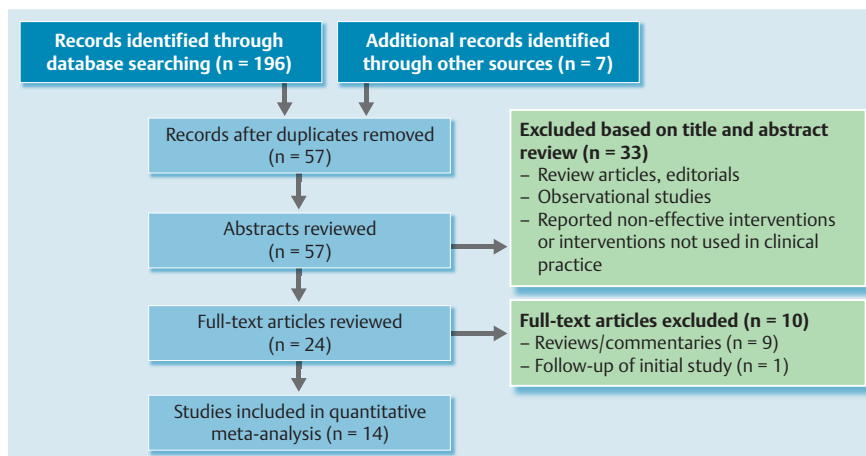 Records identified through
database searching (n = 196)
Additional records identified
through other sources (n = 7)
Records after duplicates removed
(n = 57)
Abstracts reviewed
(n = 57)
Excluded based on title and abstract
review (n = 33)
– Review articles, editorials
– Observational studies
– Reported non-effective interventions
or interventions not used in clinical
practice
Full-text articles reviewed
(n = 24)
Full-text articles excluded (n = 10)
– Reviews/commentaries (n = 9)
– Follow-up of initial study (n = 1)
Studies included in quantitative
meta-analysis (n = 14)